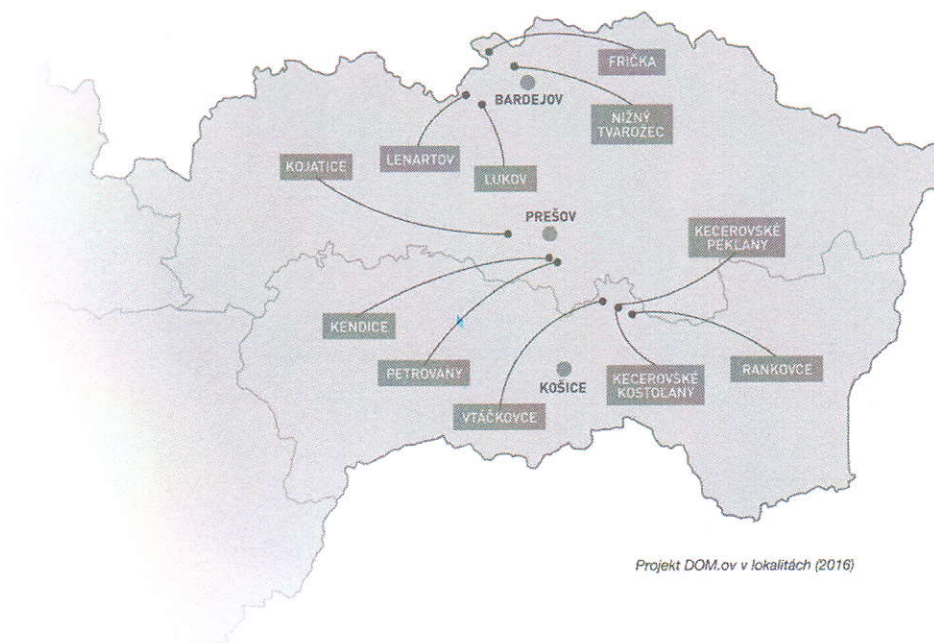 FRIČKA
BARDEJOV
NIŽNÝ
TVAROŽEC
LENARTOV
KOJATICE
LUKOV
PREŠOV
KECEROVSKÉ
PEKĽANY
KENDICE
PETROVANY
KOŠICE
KECEROVSKÉ
KOSTOĽANY
RANKOVCE
VTÁČKOVCE
Projekt DOM.ov v lokalitách (2016)